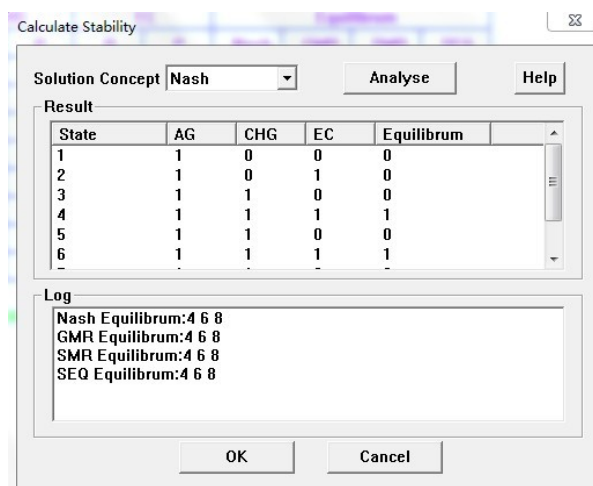 Equilibrum
Calculate Stability
Solution Concept Nash Analyse Help
Result
State AG CHG EC Equilibrum
1 1 0 0 0
2 1 0 1 0
3 1 1 0 0
4 1 1 1 1
5 1 1 0 0
6 1 1 1 1
Log
Nash Equilibrum:4 6 8
GMR Equilibrum:4 6 8
SMR Equilibrum:4 6 8
SEQ Equilibrum:4 6 8
OK Cancel